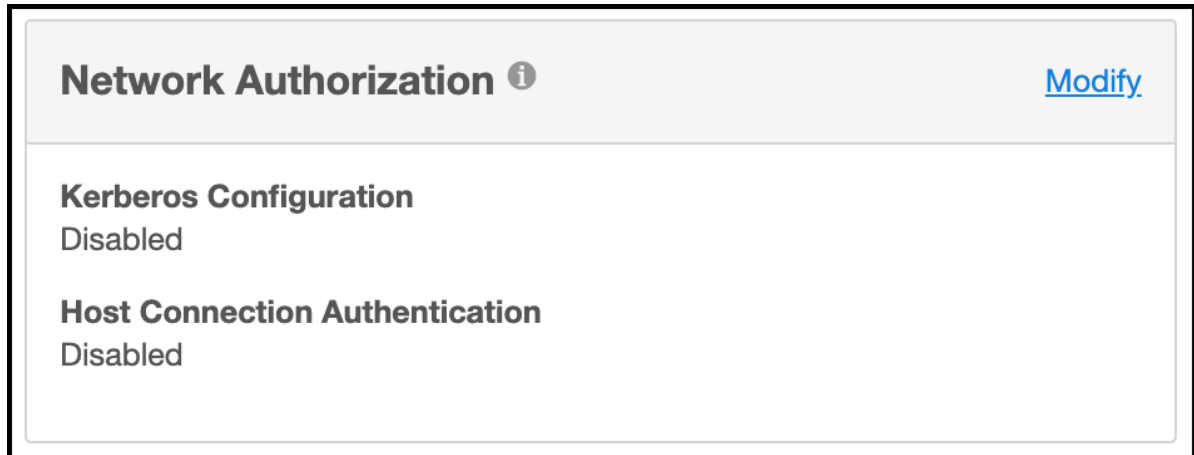 Network Authorization
Modify
Kerberos Configuration
Disabled
Host Connection Authentication
Disabled